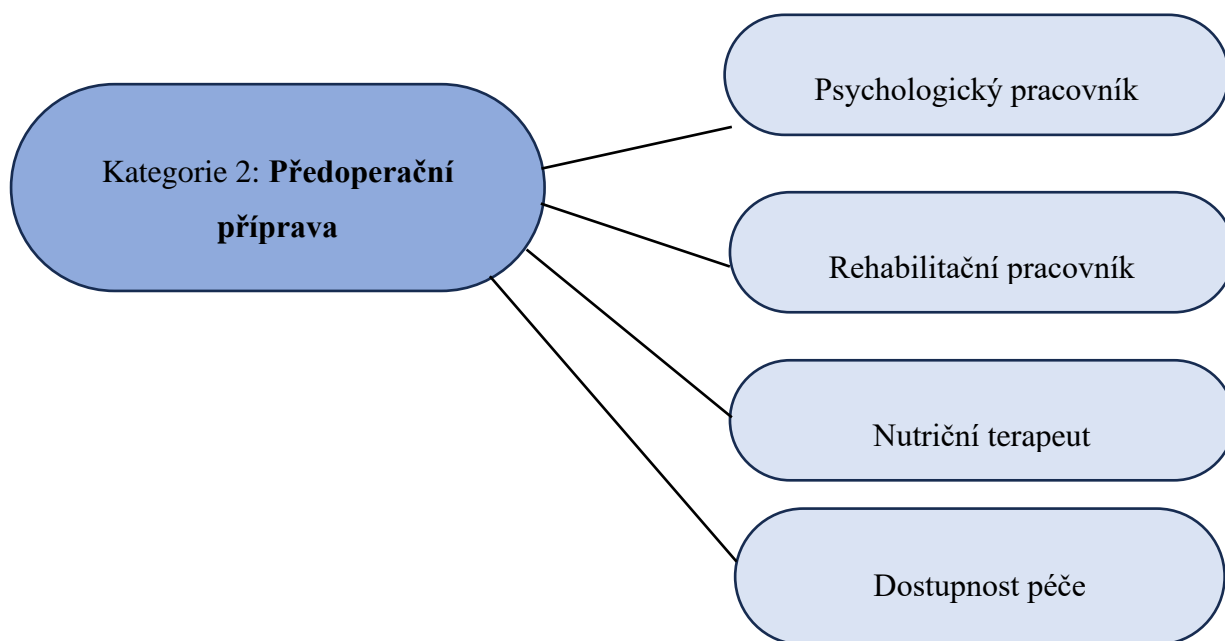 Kategorie 2: Předoperační
příprava
Psychologický pracovník
Rehabilitační pracovník
Nutriční terapeut
Dostupnost péče